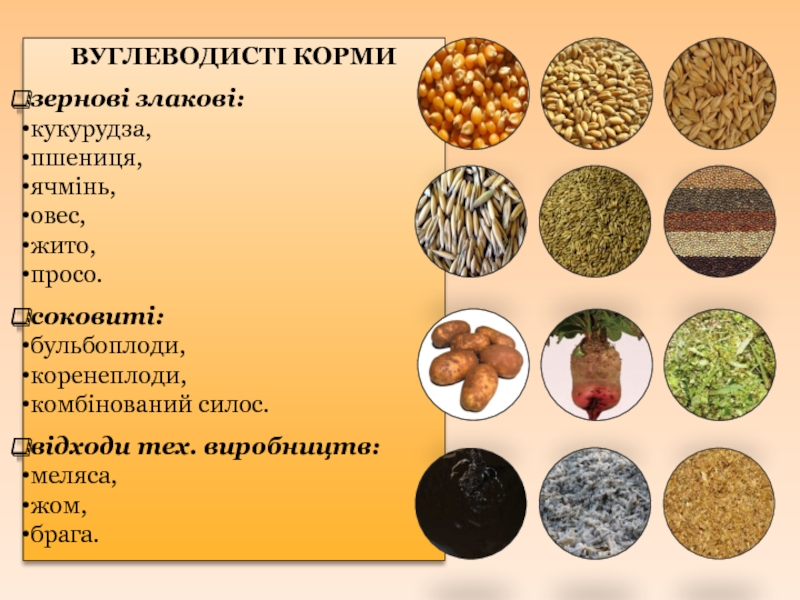 ВУГЛЕВОДИСТІ КОРМИ
зернові злакові:
•кукурудза,
•пшениця,
•ячмінь,
•овес,
•жито,
•просо.
соковиті:
•бульбоплоди,
•коренеплоди,
•комбінований силос.
відходи тех. виробництв:
•меляса,
•жом,
•брага.